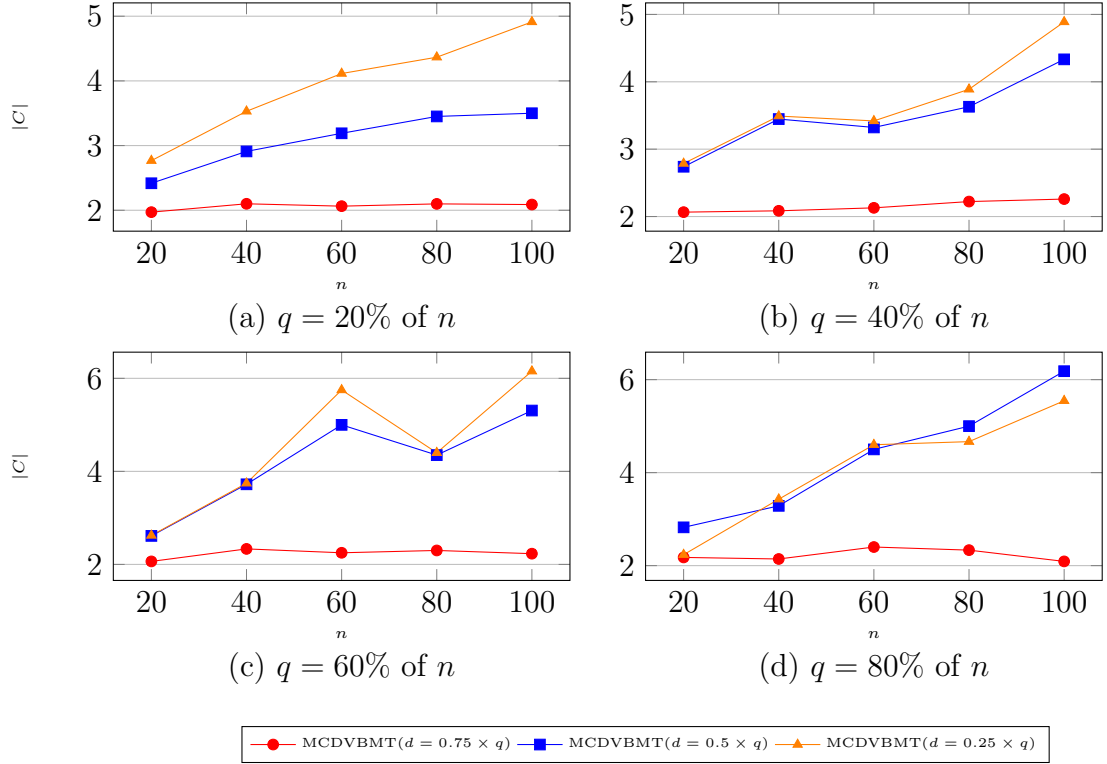 5
4
3
2
|C|
20 40 60 80 100
n
(a) q = 20% of n
5
4
3
2
20 40 60 80 100
n
(b) q = 40% of n
6
4
2
|C|
20 40 60 80 100
n
(c) q = 60% of n
6
4
2
20 40 60 80 100
n
(d) q = 80% of n
MCDVBMT(d = 0.75 × q) MCDVBMT(d = 0.5 × q) MCDVBMT(d = 0.25 × q)